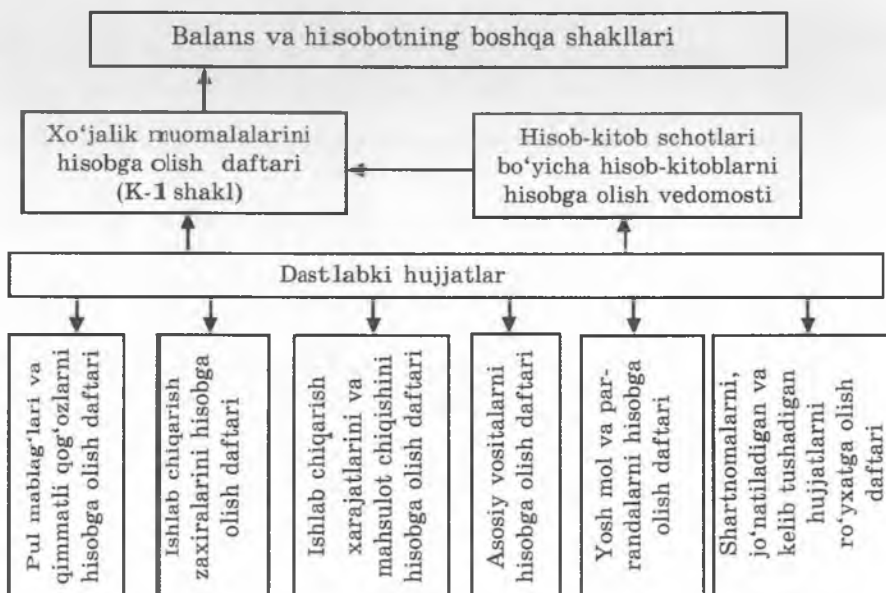 Balans va hisobotning boshqa shakllari
Xo‘jalik muomalalarini
hisobga olish daftari
(K-1 shakl)
Hisob-kitob schotlari
bo‘yicha hisob-kitoblarni
hisobga olish vedomosti
Dastlabki hujjatlar
Pul mablag‘lari va
qimmatli qog‘ozlarni
hisobga olish daftari
Ishlab chiqarish
zaxiralarini hisobga
olish daftari
Ishlab chiqarish
xarajatlarini va
mahsulot chiqishini
hisobga olish daftari
Asosiy vositalarni
hisobga olish daftari
Yosh mol va par-
randalarni hisobga
olish daftari
Shartnomalarni,
jo‘natiladigan va
kelib tushadigan
hujjatlarni
ro‘yxatga olish
daftari